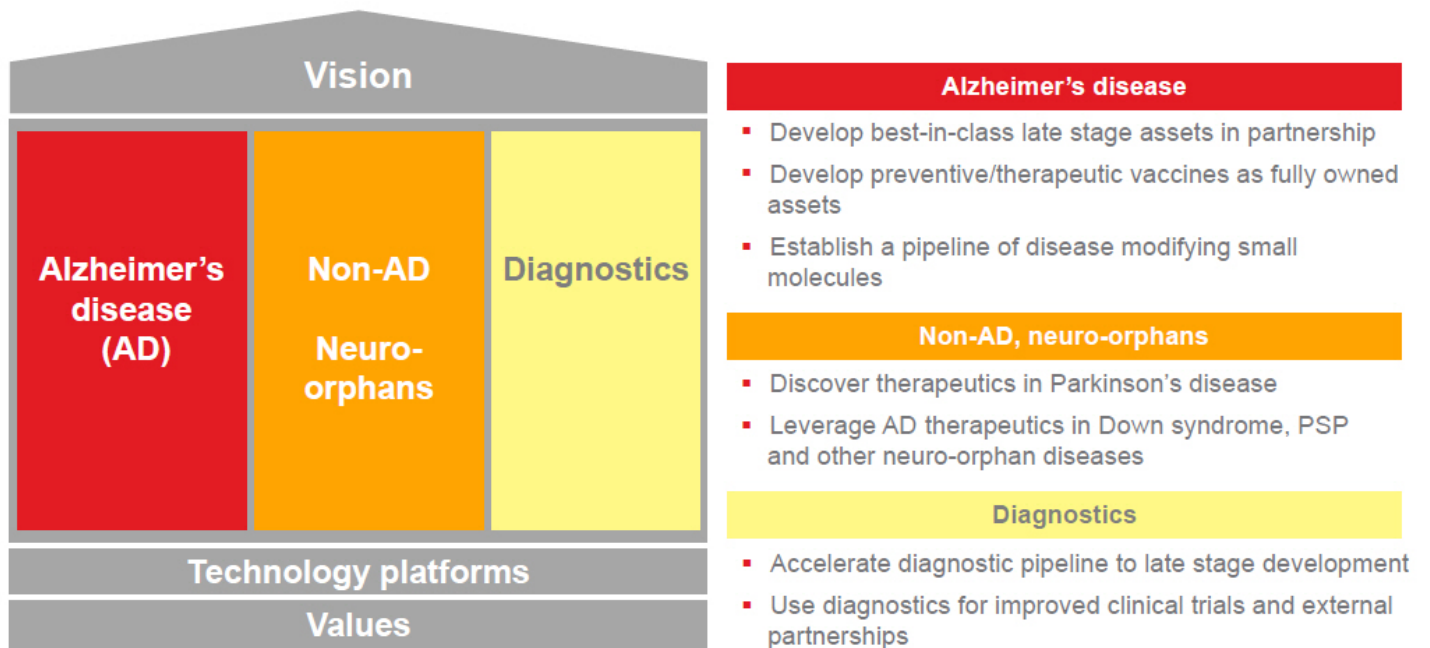 Vision
Alzheimer's
disease
(AD)
Non-AD
Neuro-
orphans
Diagnostics
Technology platforms
Values
Alzheimer's disease
▪ Develop best-in-class late stage assets in partnership
▪ Develop preventive/therapeutic vaccines as fully owned
assets
▪ Establish a pipeline of disease modifying small
molecules
Non-AD, neuro-orphans
▪ Discover therapeutics in Parkinson's disease
▪ Leverage AD therapeutics in Down syndrome, PSP
and other neuro-orphan diseases
Diagnostics
▪ Accelerate diagnostic pipeline to late stage development
▪ Use diagnostics for improved clinical trials and external
partnerships